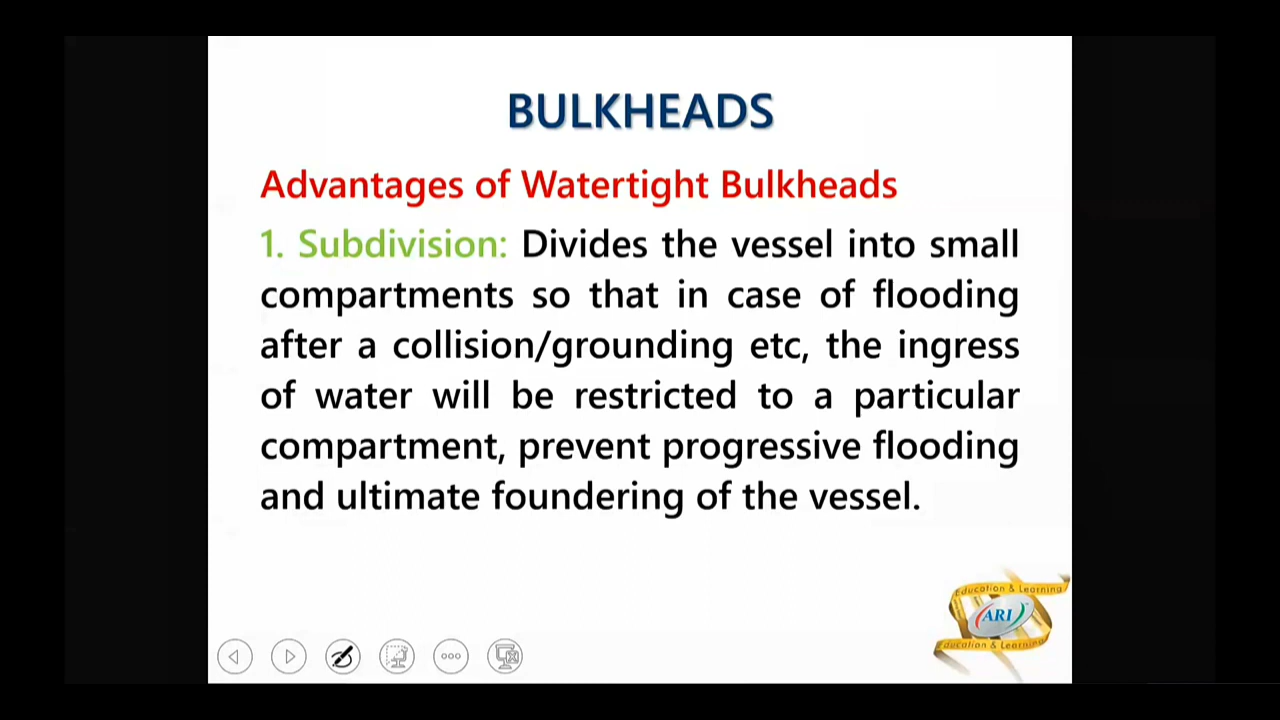 BULKHEADS
Advantages of Watertight Bulkheads
1. Subdivision: Divides the vessel into small
compartments so that in case of flooding
after a collision/grounding etc, the ingress
of water will be restricted to a particular
compartment, prevent progressive flooding
and ultimate foundering of the vessel.
Education & Learning
ARI
Education & Learning